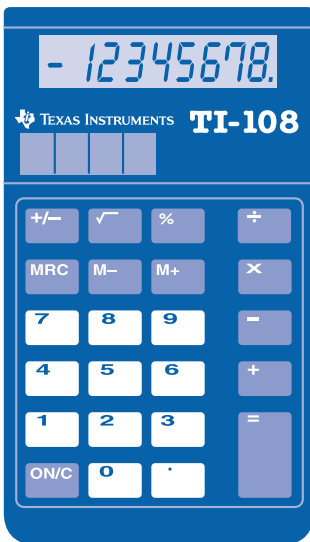 - 12345678.
TEXAS INSTRUMENTS TI-108
+/− √‾ % ÷
MRC M− M+ ×
7 8 9 −
4 5 6 +
1 2 3 =
ON/C 0 .